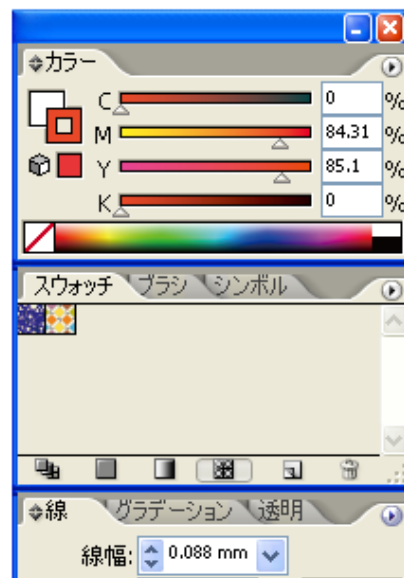 カラー
C 0 %
M 84.31 %
Y 85.1 %
K 0 %
スウォッチ ブラシ シンボル
線 グラデーション 透明
線幅: 0.088 mm